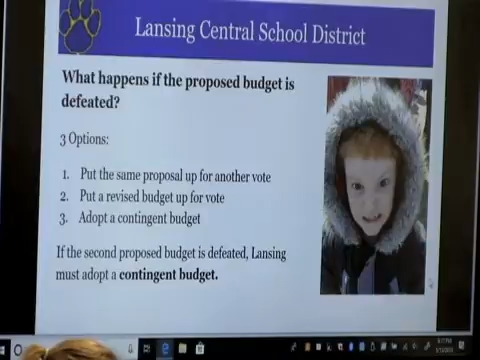 Lansing Central School District
What happens if the proposed budget is
defeated?
3 Options:
1. Put the same proposal up for another vote
2. Put a revised budget up for vote
3. Adopt a contingent budget
If the second proposed budget is defeated, Lansing
must adopt a contingent budget.